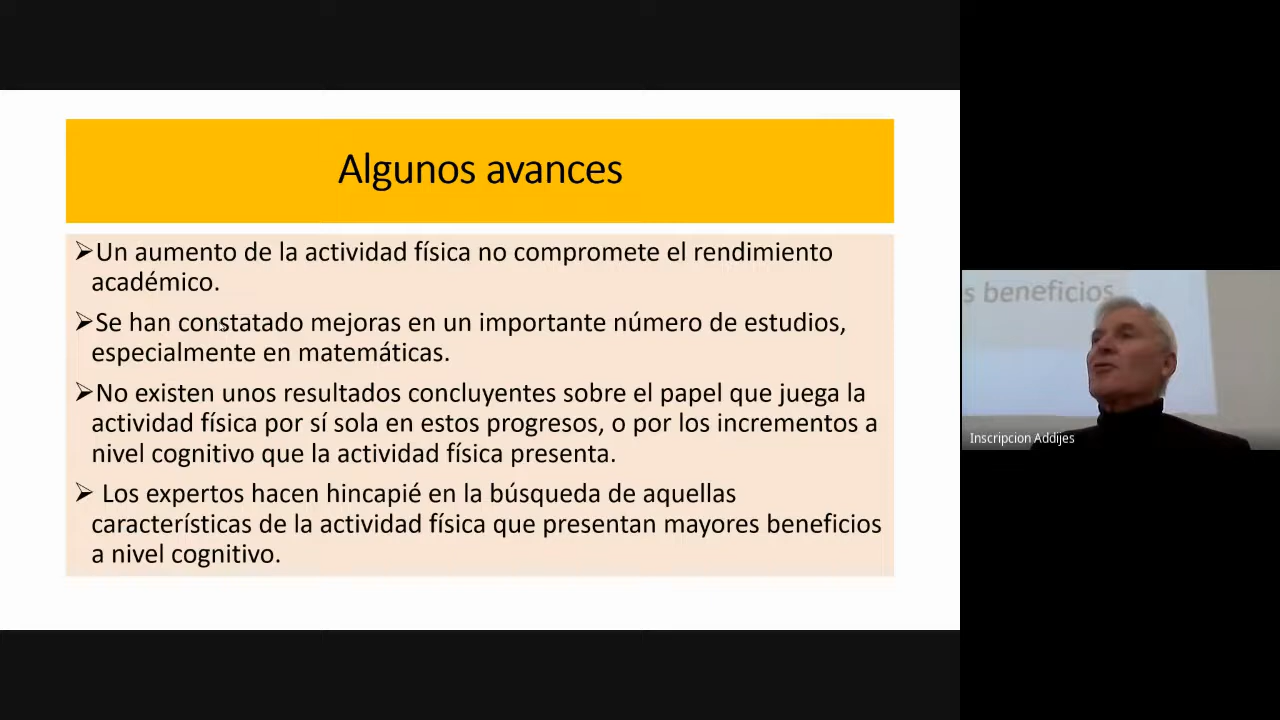 Algunos avances
➢Un aumento de la actividad física no compromete el rendimiento
académico.
➢Se han constatado mejoras en un importante número de estudios,
especialmente en matemáticas.
➢No existen unos resultados concluyentes sobre el papel que juega la
actividad física por sí sola en estos progresos, o por los incrementos a
nivel cognitivo que la actividad física presenta.
➢ Los expertos hacen hincapié en la búsqueda de aquellas
características de la actividad física que presentan mayores beneficios
a nivel cognitivo.
s beneficios
Inscripcion Addijes